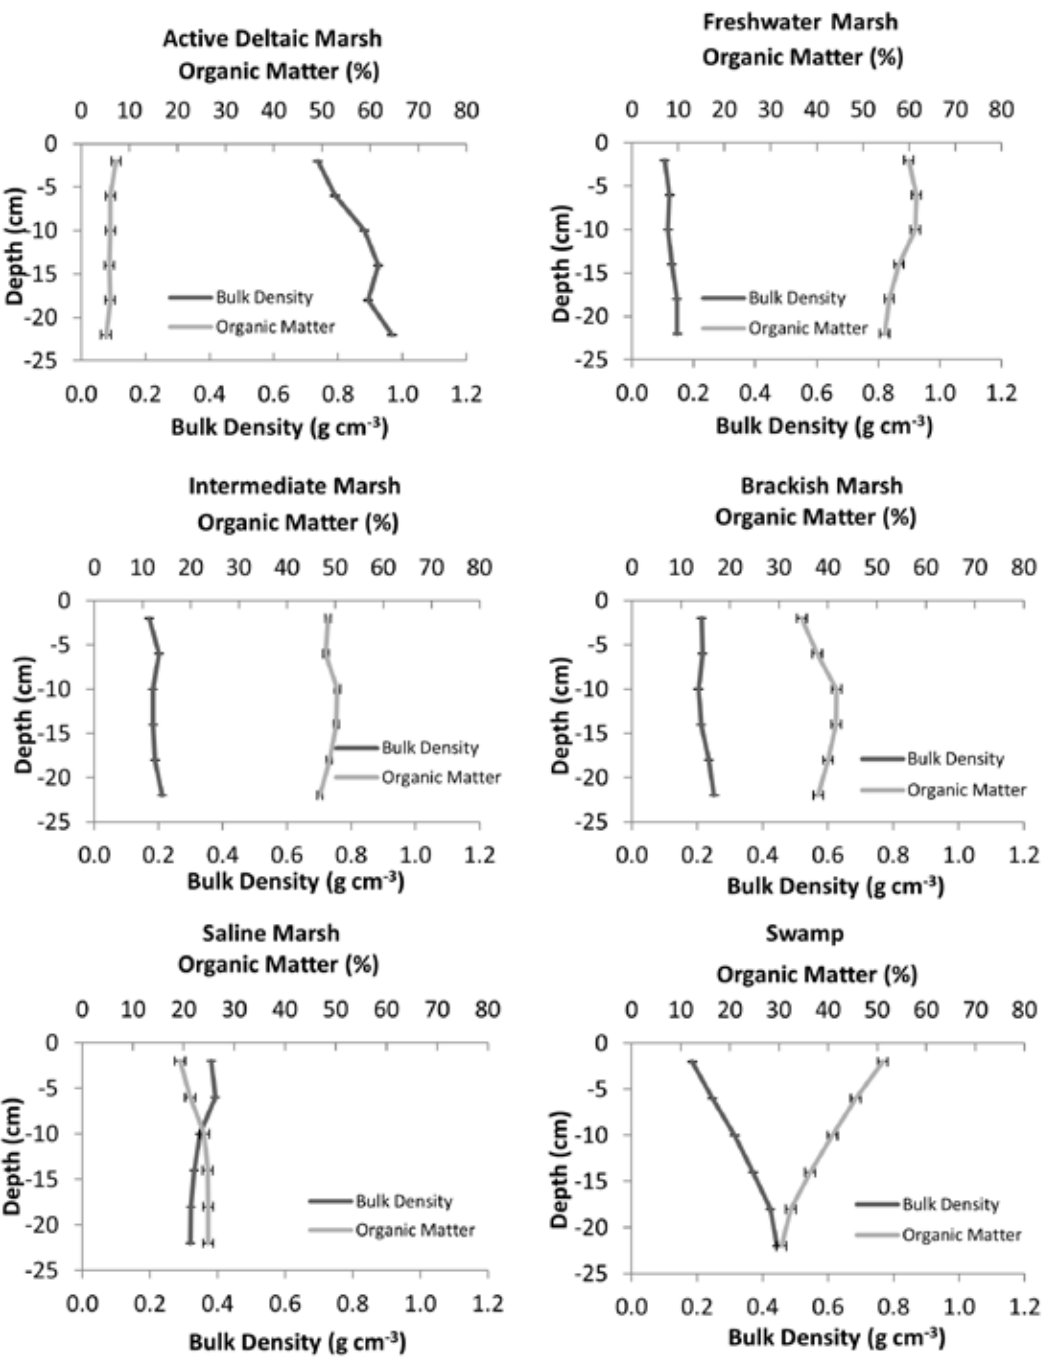 Active Deltaic Marsh
Organic Matter (%)
0 10 20 30 40 50 60 70 80
0
-5
-10
-15
-20
-25
Depth (cm)
Bulk Density
Organic Matter
0.0 0.2 0.4 0.6 0.8 1.0 1.2
Bulk Density (g cm⁻³)
Freshwater Marsh
Organic Matter (%)
0 10 20 30 40 50 60 70 80
0
-5
-10
-15
-20
-25
Depth (cm)
Bulk Density
Organic Matter
0.0 0.2 0.4 0.6 0.8 1.0 1.2
Bulk Density (g cm⁻³)
Intermediate Marsh
Organic Matter (%)
0 10 20 30 40 50 60 70 80
0
-5
-10
-15
-20
-25
Depth (cm)
Bulk Density
Organic Matter
0.0 0.2 0.4 0.6 0.8 1.0 1.2
Bulk Density (g cm⁻³)
Brackish Marsh
Organic Matter (%)
0 10 20 30 40 50 60 70 80
0
-5
-10
-15
-20
-25
Depth (cm)
Bulk Density
Organic Matter
0.0 0.2 0.4 0.6 0.8 1.0 1.2
Bulk Density (g cm⁻³)
Saline Marsh
Organic Matter (%)
0 10 20 30 40 50 60 70 80
0
-5
-10
-15
-20
-25
Depth (cm)
Bulk Density
Organic Matter
0.0 0.2 0.4 0.6 0.8 1.0 1.2
Bulk Density (g cm⁻³)
Swamp
Organic Matter (%)
0 10 20 30 40 50 60 70 80
0
-5
-10
-15
-20
-25
Depth (cm)
Bulk Density
Organic Matter
0.0 0.2 0.4 0.6 0.8 1.0 1.2
Bulk Density (g cm⁻³)